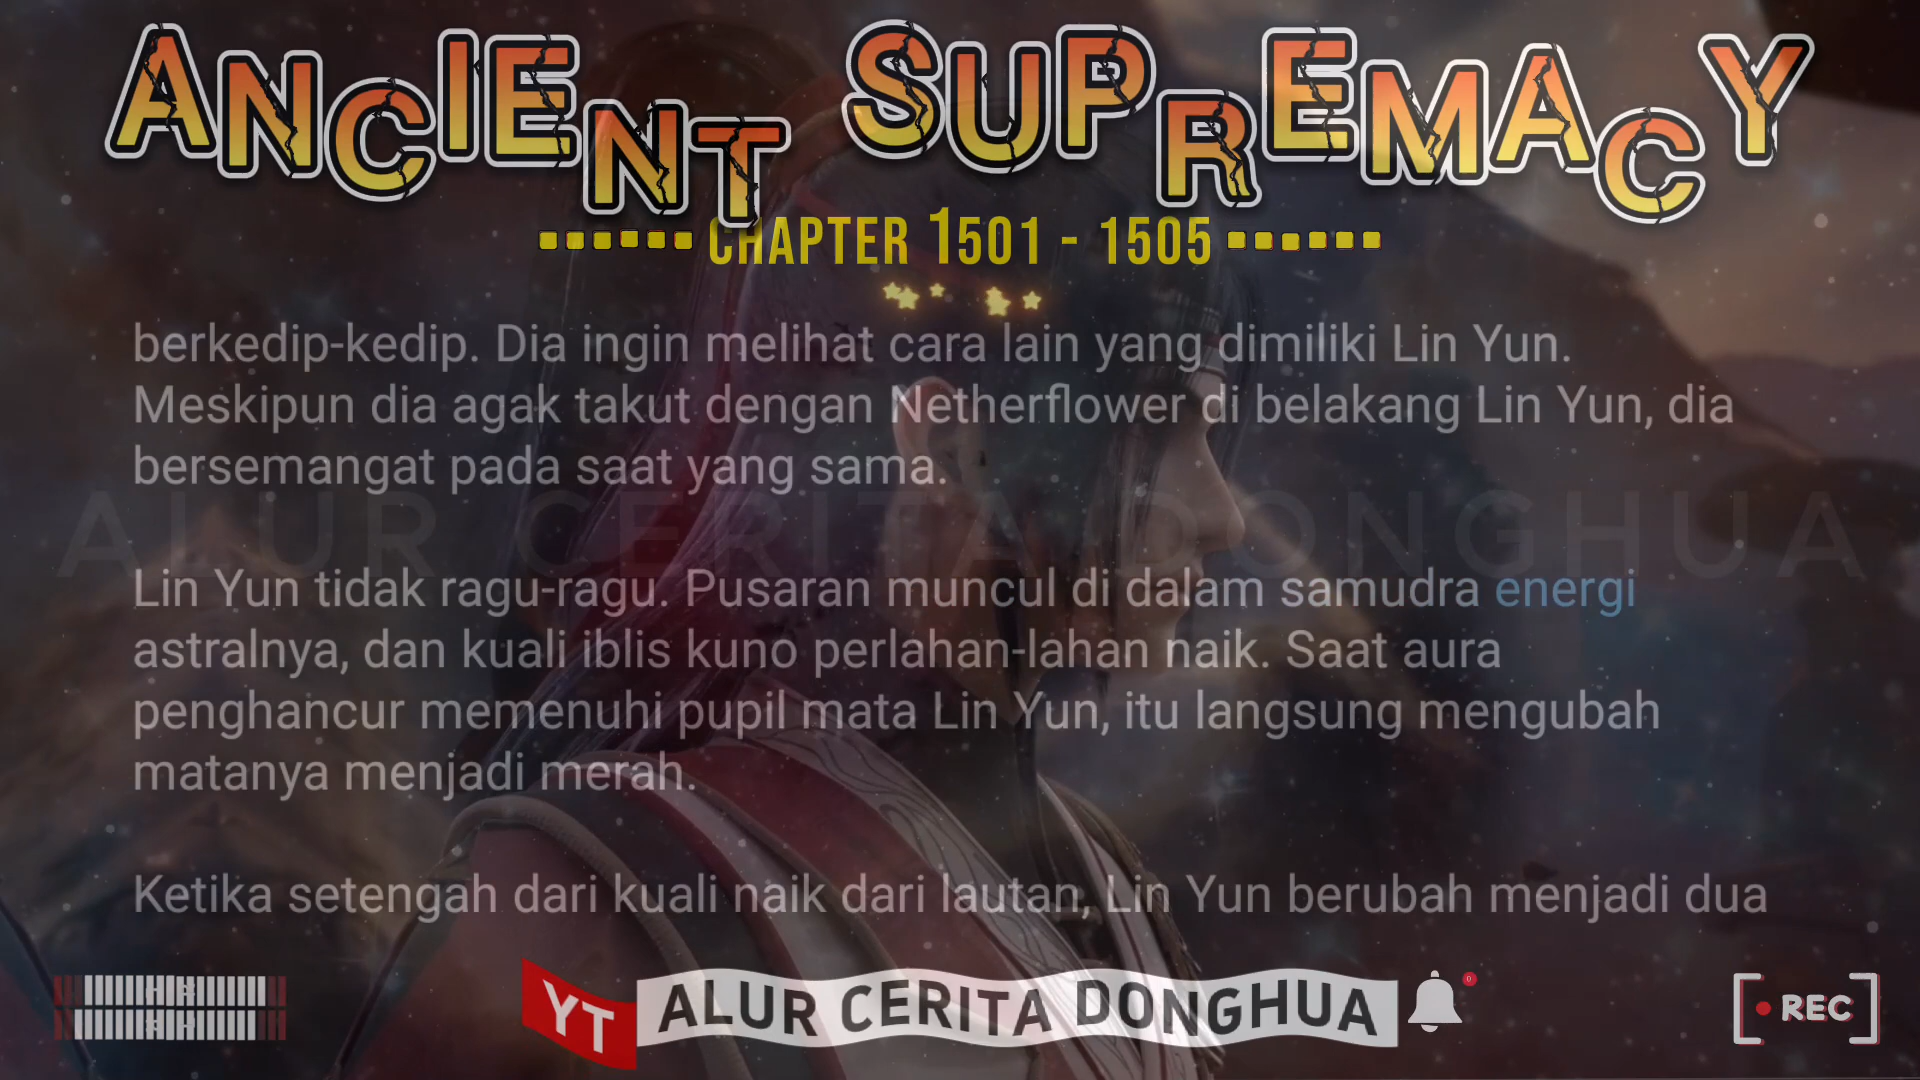 ANCIENT SUPREMACY
CHAPTER 1501 - 1505
berkedip-kedip. Dia ingin melihat cara lain yang dimiliki Lin Yun.
Meskipun dia agak takut dengan Netherflower di belakang Lin Yun, dia
bersemangat pada saat yang sama.
ALUR CERITA DONGHUA
Lin Yun tidak ragu-ragu. Pusaran muncul di dalam samudra energi
astralnya, dan kuali iblis kuno perlahan-lahan naik. Saat aura
penghancur memenuhi pupil mata Lin Yun, itu langsung mengubah
matanya menjadi merah.
Ketika setengah dari kuali naik dari lautan, Lin Yun berubah menjadi dua
YT ALUR CERITA DONGHUA
REC